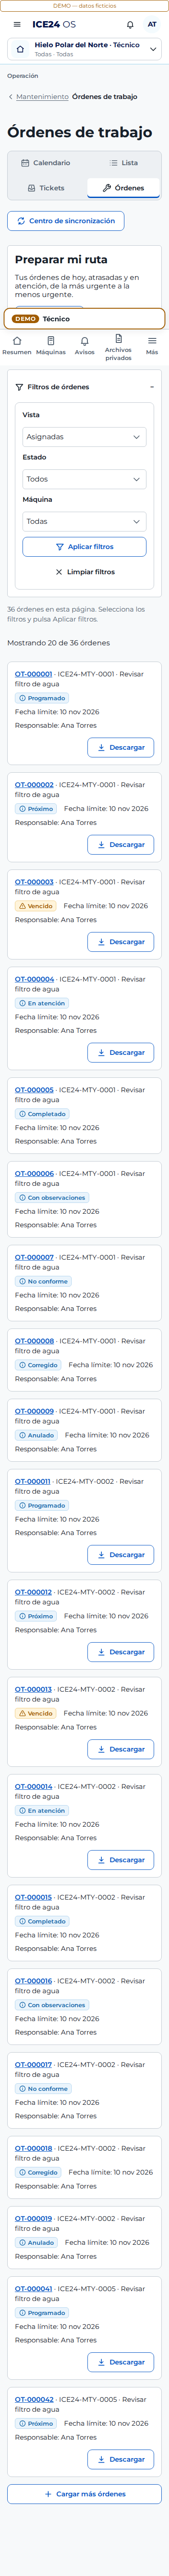 DEMO — datos ficticios
ICE24 OS
AT
Hielo Polar del Norte · Técnico
Todas · Todas
Operación
Mantenimiento Órdenes de trabajo
Órdenes de trabajo
Calendario
Lista
Tickets
Órdenes
Centro de sincronización
Preparar mi ruta
Tus órdenes de hoy, atrasadas y en
atención, de la más urgente a la
menos urgente.
DEMO Técnico
Resumen
Máquinas
Avisos
Archivos
privados
Más
Filtros de órdenes
Vista
Asignadas
Estado
Todos
Máquina
Todas
Aplicar filtros
Limpiar filtros
36 órdenes en esta página. Selecciona los
filtros y pulsa Aplicar filtros.
Mostrando 20 de 36 órdenes
OT-000001 · ICE24-MTY-0001 · Revisar
filtro de agua
Programado
Fecha límite: 10 nov 2026
Responsable: Ana Torres
Descargar
OT-000002 · ICE24-MTY-0001 · Revisar
filtro de agua
Próximo Fecha límite: 10 nov 2026
Responsable: Ana Torres
Descargar
OT-000003 · ICE24-MTY-0001 · Revisar
filtro de agua
Vencido Fecha límite: 10 nov 2026
Responsable: Ana Torres
Descargar
OT-000004 · ICE24-MTY-0001 · Revisar
filtro de agua
En atención
Fecha límite: 10 nov 2026
Responsable: Ana Torres
Descargar
OT-000005 · ICE24-MTY-0001 · Revisar
filtro de agua
Completado
Fecha límite: 10 nov 2026
Responsable: Ana Torres
OT-000006 · ICE24-MTY-0001 · Revisar
filtro de agua
Con observaciones
Fecha límite: 10 nov 2026
Responsable: Ana Torres
OT-000007 · ICE24-MTY-0001 · Revisar
filtro de agua
No conforme
Fecha límite: 10 nov 2026
Responsable: Ana Torres
OT-000008 · ICE24-MTY-0001 · Revisar
filtro de agua
Corregido Fecha límite: 10 nov 2026
Responsable: Ana Torres
OT-000009 · ICE24-MTY-0001 · Revisar
filtro de agua
Anulado Fecha límite: 10 nov 2026
Responsable: Ana Torres
OT-000011 · ICE24-MTY-0002 · Revisar
filtro de agua
Programado
Fecha límite: 10 nov 2026
Responsable: Ana Torres
Descargar
OT-000012 · ICE24-MTY-0002 · Revisar
filtro de agua
Próximo Fecha límite: 10 nov 2026
Responsable: Ana Torres
Descargar
OT-000013 · ICE24-MTY-0002 · Revisar
filtro de agua
Vencido Fecha límite: 10 nov 2026
Responsable: Ana Torres
Descargar
OT-000014 · ICE24-MTY-0002 · Revisar
filtro de agua
En atención
Fecha límite: 10 nov 2026
Responsable: Ana Torres
Descargar
OT-000015 · ICE24-MTY-0002 · Revisar
filtro de agua
Completado
Fecha límite: 10 nov 2026
Responsable: Ana Torres
OT-000016 · ICE24-MTY-0002 · Revisar
filtro de agua
Con observaciones
Fecha límite: 10 nov 2026
Responsable: Ana Torres
OT-000017 · ICE24-MTY-0002 · Revisar
filtro de agua
No conforme
Fecha límite: 10 nov 2026
Responsable: Ana Torres
OT-000018 · ICE24-MTY-0002 · Revisar
filtro de agua
Corregido Fecha límite: 10 nov 2026
Responsable: Ana Torres
OT-000019 · ICE24-MTY-0002 · Revisar
filtro de agua
Anulado Fecha límite: 10 nov 2026
Responsable: Ana Torres
OT-000041 · ICE24-MTY-0005 · Revisar
filtro de agua
Programado
Fecha límite: 10 nov 2026
Responsable: Ana Torres
Descargar
OT-000042 · ICE24-MTY-0005 · Revisar
filtro de agua
Próximo Fecha límite: 10 nov 2026
Responsable: Ana Torres
Descargar
Cargar más órdenes